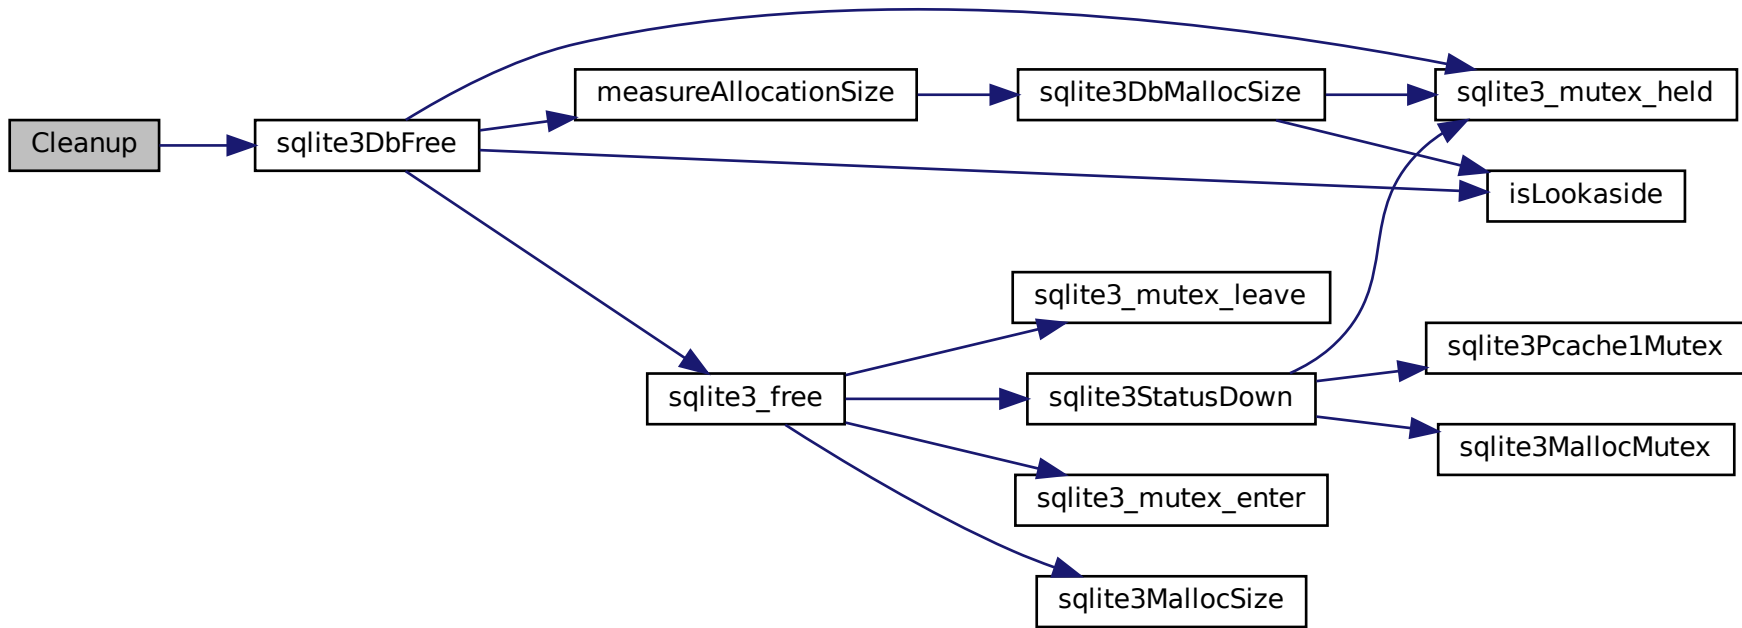 Cleanup
sqlite3DbFree
measureAllocationSize
sqlite3DbMallocSize
sqlite3_mutex_held
isLookaside
sqlite3_free
sqlite3_mutex_leave
sqlite3StatusDown
sqlite3Pcache1Mutex
sqlite3MallocMutex
sqlite3_mutex_enter
sqlite3MallocSize